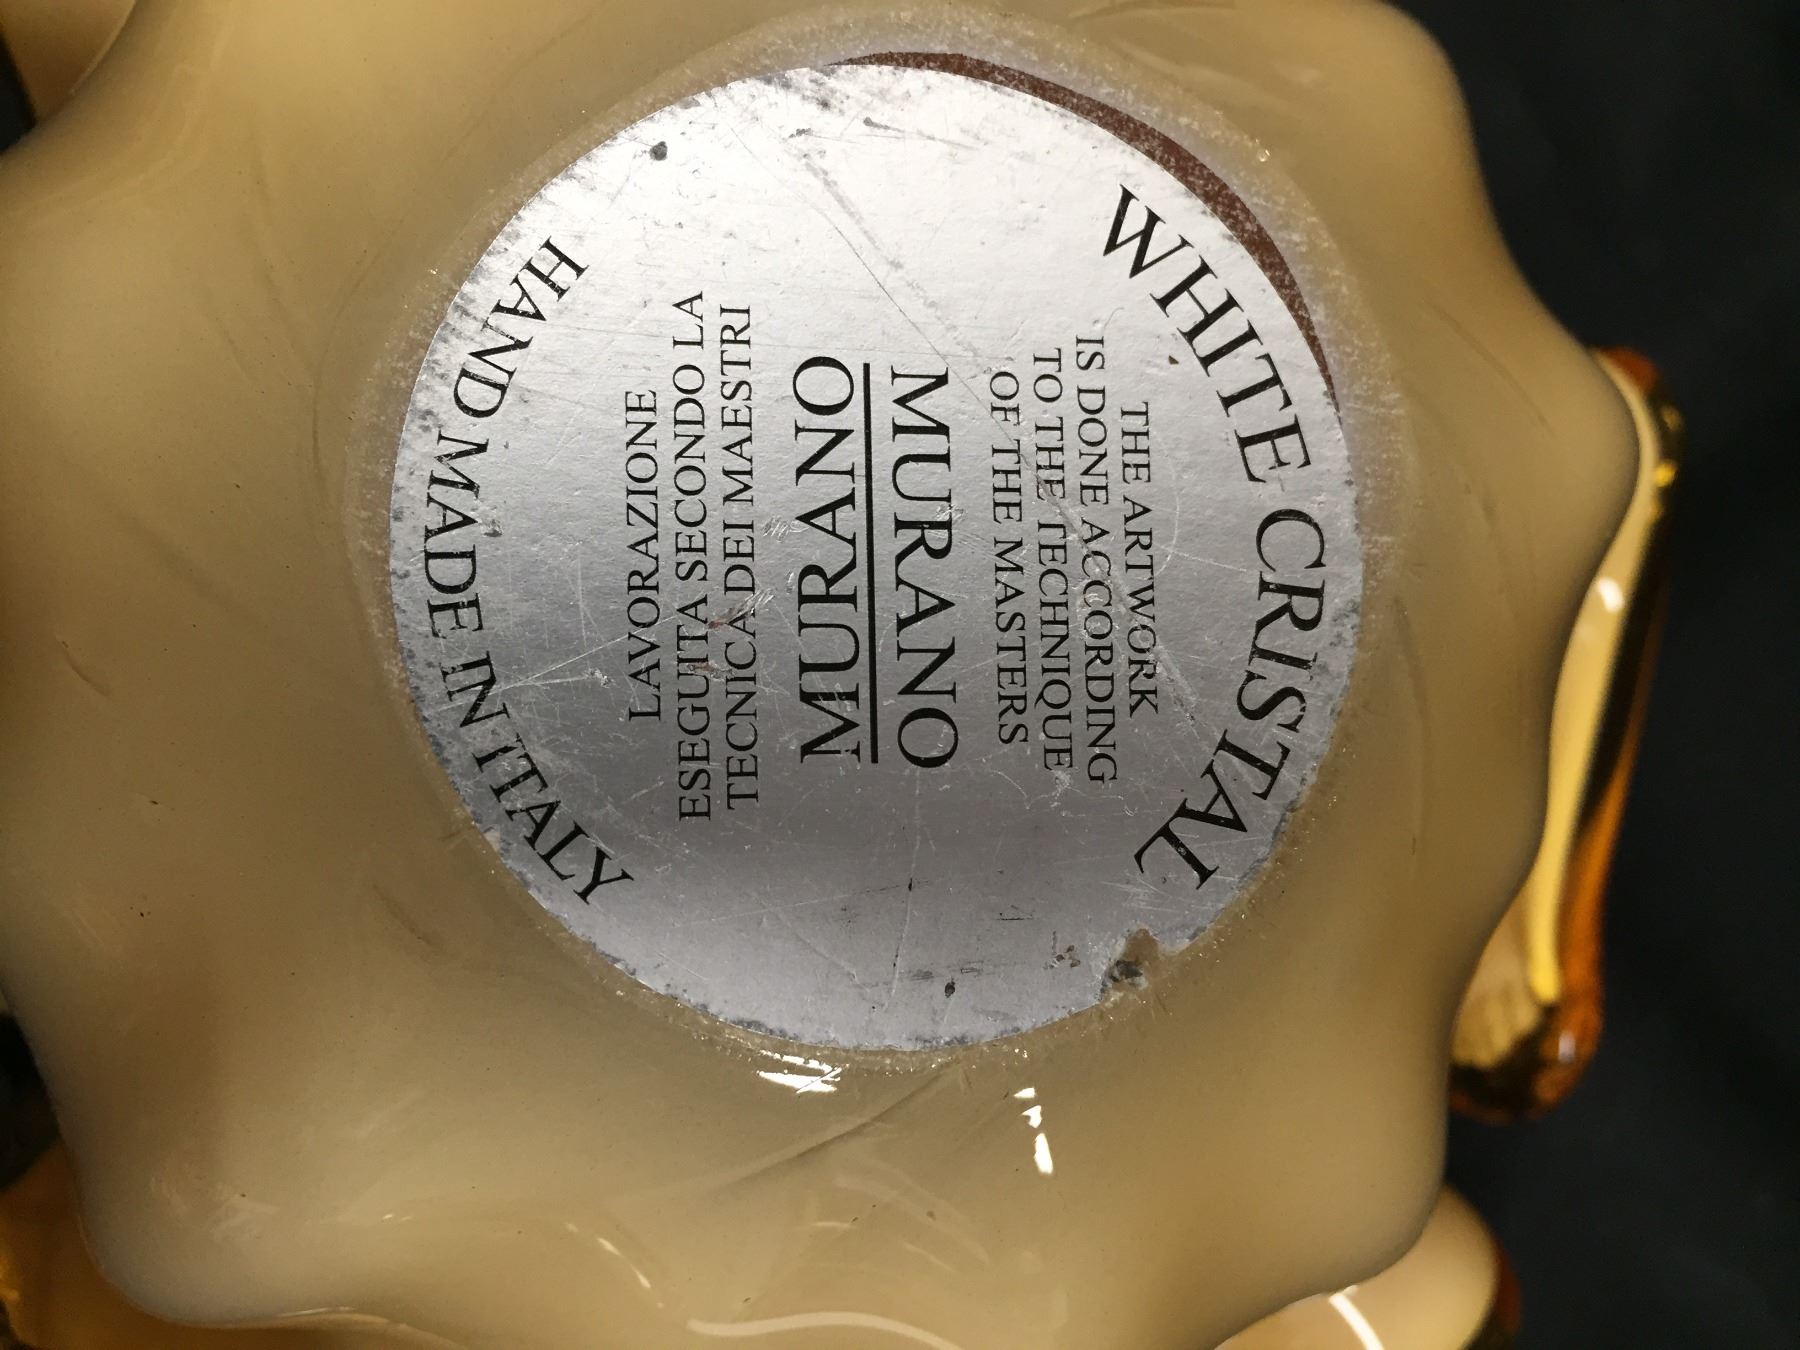 WHITE CRISTAL
THE ARTWORK
IS DONE ACCORDING
TO THE TECHNIQUE
OF THE MASTERS
MURANO
LAVORAZIONE
ESEGUITA SECONDO LA
TECNICA DEI MAESTRI
MURANO
HAND MADE IN ITALY